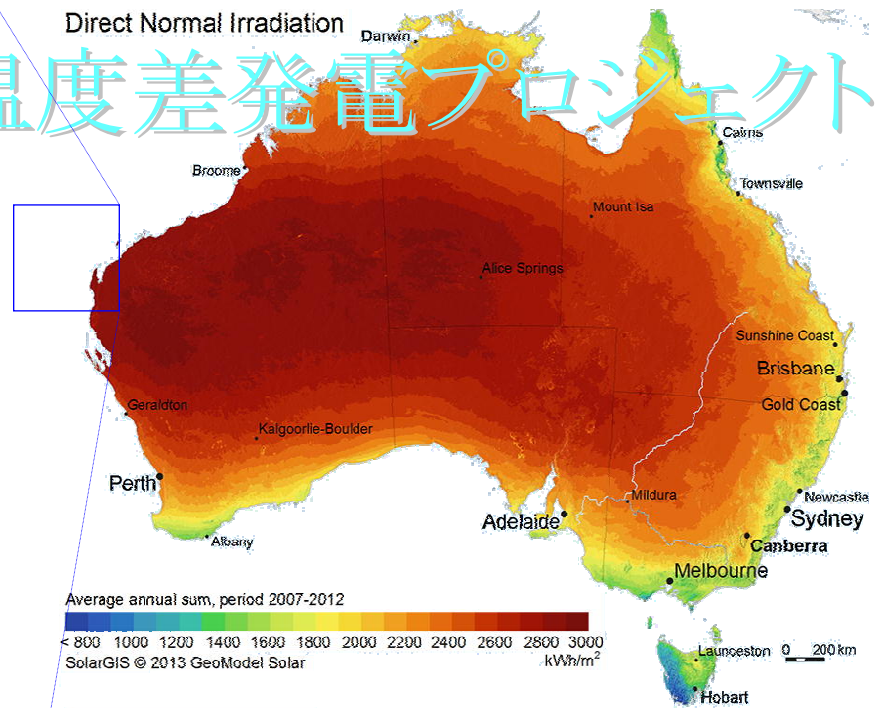 Direct Normal Irradiation
Darwin
温度差発電プロジェクト
Cairns
Broome
Townsville
Mount Isa
Alice Springs
Sunshine Coast
Brisbane
Gold Coast
Geraldton
Kalgoorlie-Boulder
Perth
Mildura
Newcastle
Adelaide
Sydney
Albany
Canberra
Melbourne
Average annual sum, period 2007-2012
< 800 1000 1200 1400 1600 1800 2000 2200 2400 2600 2800 3000
SolarGIS © 2013 GeoModel Solar
kWh/m²
Launceston
0 200 km
Hobart